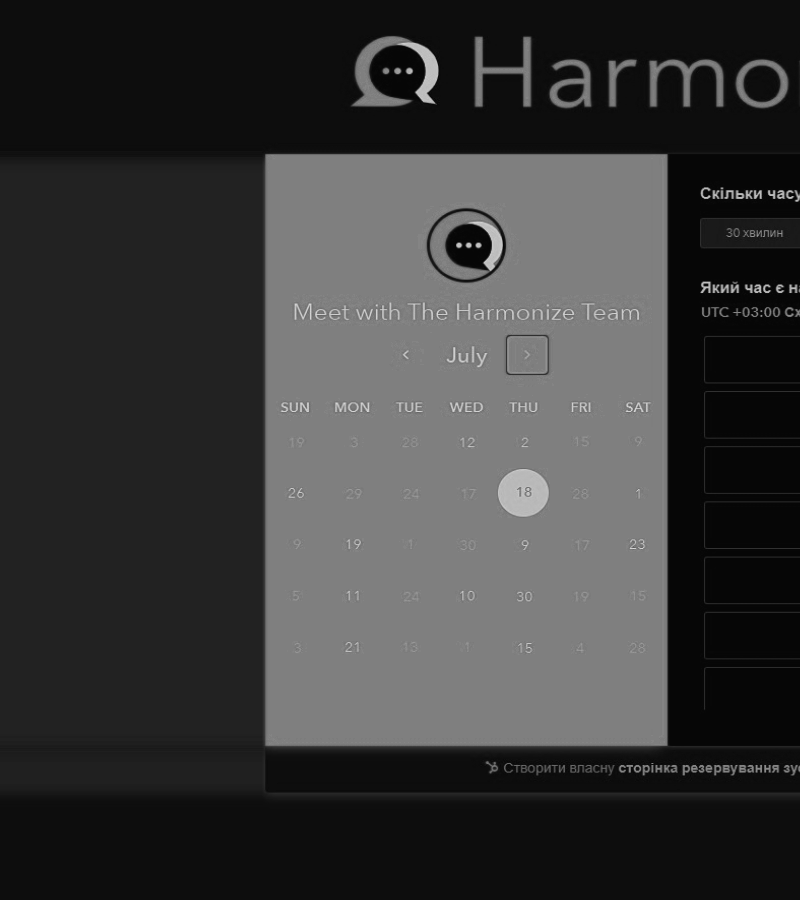 Harmo
Meet with The Harmonize Team
July
SUN MON TUE WED THU FRI SAT
19 3 28 12 2 15 9
26 29 24 17 18 28 1
9 19 1 30 9 17 23
5 11 24 10 30 19 15
3 21 13 1 15 4 28
Скільки часу
30 хвилин
Який час є на
UTC +03:00 Сх
Створити власну сторінка резервування зус